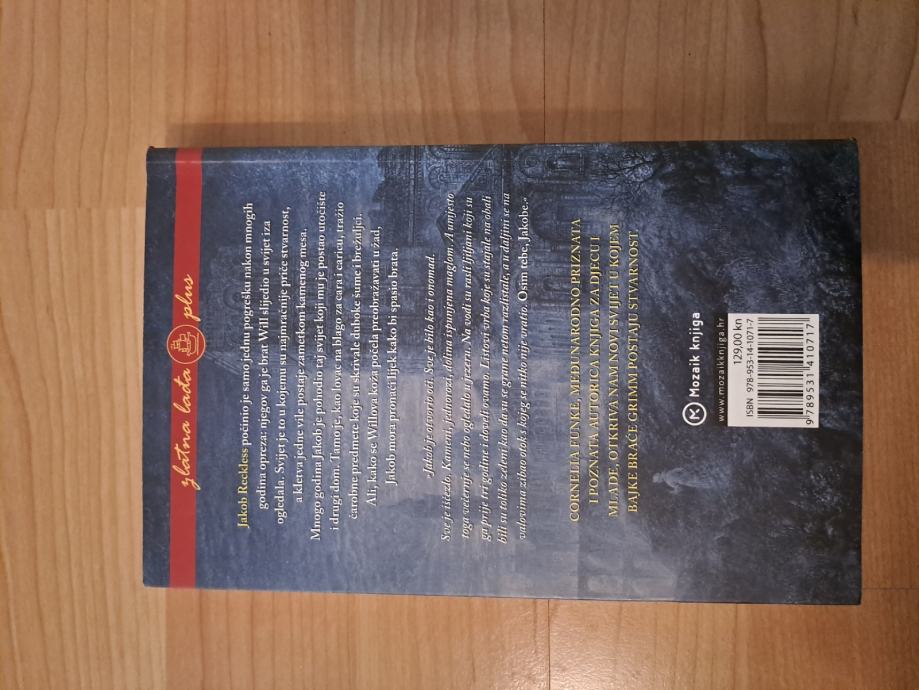 zlatna lađa plus
Jakob Reckless počinio je samo jednu pogrešku nakon mnogih
godina opreza: njegov ga je brat Will slijedio u svijet iza
ogledala. Svijet je to u kojemu su najmračnije priče stvarnost,
a kletva jedne vile postaje zametkom kamenog mesa.
Mnogo godina Jakob je pohodio taj svijet koji mu je postao utočište
i drugi dom. Tamo je, kao lovac na blago za cara i caricu, tražio
čarobne predmete koje su skrivale duboke šume i brežuljci.
Ali, kako se Willova koža počela preobražavati u žad,
Jakob mora pronaći lijek kako bi spasio brata.
„Jakob je otvorio oči. Sve je bilo kao i onomad.
Sve je iščezlo. Kameni jednorozi, dolina ispunjena maglom. A umjesto
toga večernje se nebo ogledalo u jezeru. Na vodi su rasli ljiljani koji su
ga prije tri godine i dovde dovukli. Listovi vrba koje su stajale na obali
bili su toliko zeleni kao da su se grane netom razlistale, a u daljini se na
valovima zibao otok s kojeg se nitko nije vratio. Osim tebe, Jakobe.“
CORNELIA FUNKE, MEĐUNARODNO PRIZNATA
I POZNATA AUTORICA KNJIGA ZA DJECU I
MLADE, OTKRIVA NAM NOVI SVIJET U KOJEM
BAJKE BRAĆE GRIMM POSTAJU STVARNOST.
Mozaik knjiga
www.mozaikknjiga.hr
129,00 kn
ISBN 978-953-14-1071-7
9 789531 410717